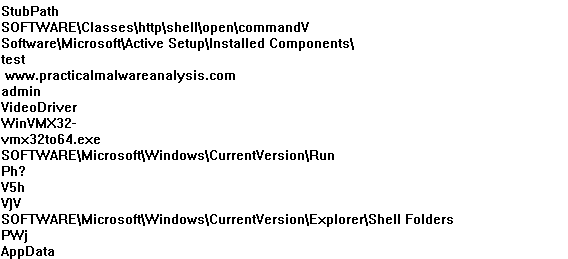 StubPath
SOFTWARE\Classes\http\shell\open\commandV
Software\Microsoft\Active Setup\Installed Components\
test
www.practicalmalwareanalysis.com
admin
VideoDriver
WinVMX32-
vmx32to64.exe
SOFTWARE\Microsoft\Windows\CurrentVersion\Run
Ph?
V5h
V|V
SOFTWARE\Microsoft\Windows\CurrentVersion\Explorer\Shell Folders
PWj
AppData